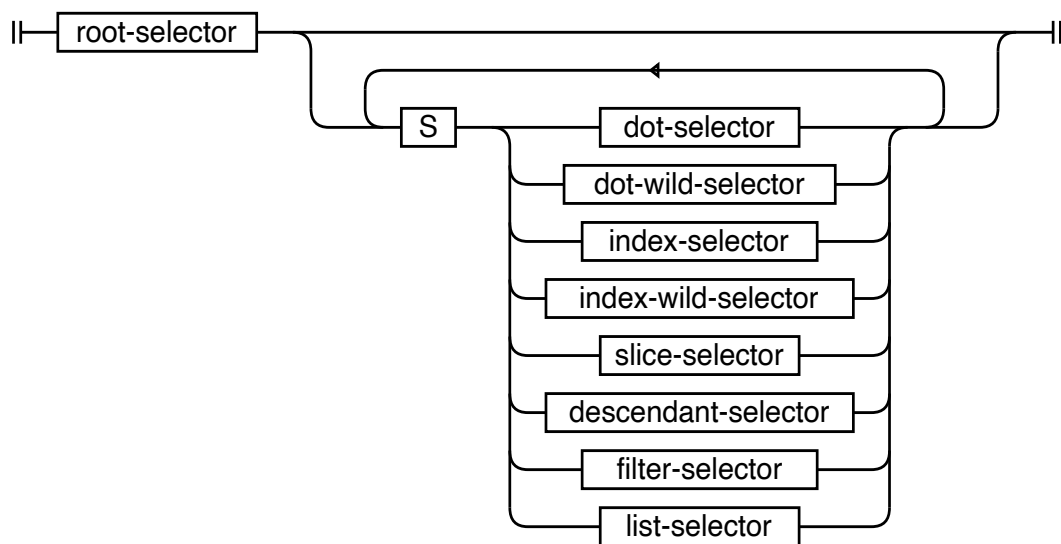 root-selector
S
dot-selector
dot-wild-selector
index-selector
index-wild-selector
slice-selector
descendant-selector
filter-selector
list-selector